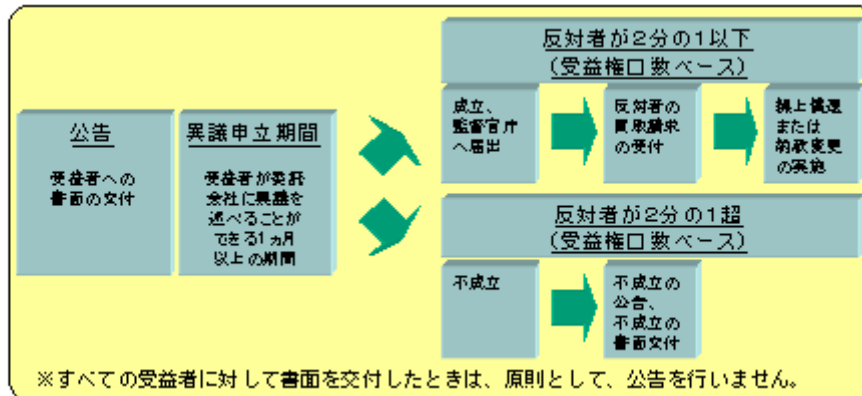 公告
受益者への
書面の交付
異議申立期間
受益者が委託
会社に異議を
述べることが
できる1ヵ月
以上の期間
反対者が2分の1以下
(受益権口数ベース)
成立、
監督官庁
へ届出
反対者の
買取請求
の受付
繰上償還
または
約款変更
の実施
反対者が2分の1超
(受益権口数ベース)
不成立
不成立の
公告、
不成立の
書面交付
※すべての受益者に対して書面を交付したときは、原則として、公告を行いません。